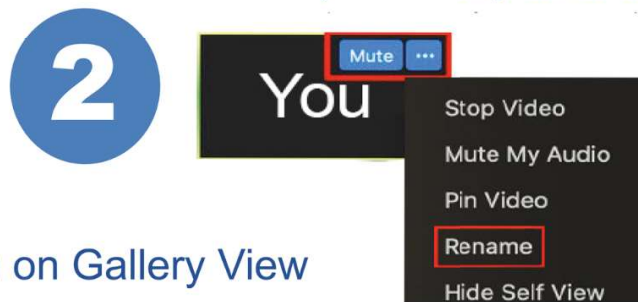 2
Mute ...
You
Stop Video
Mute My Audio
Pin Video
Rename
Hide Self View
on Gallery View